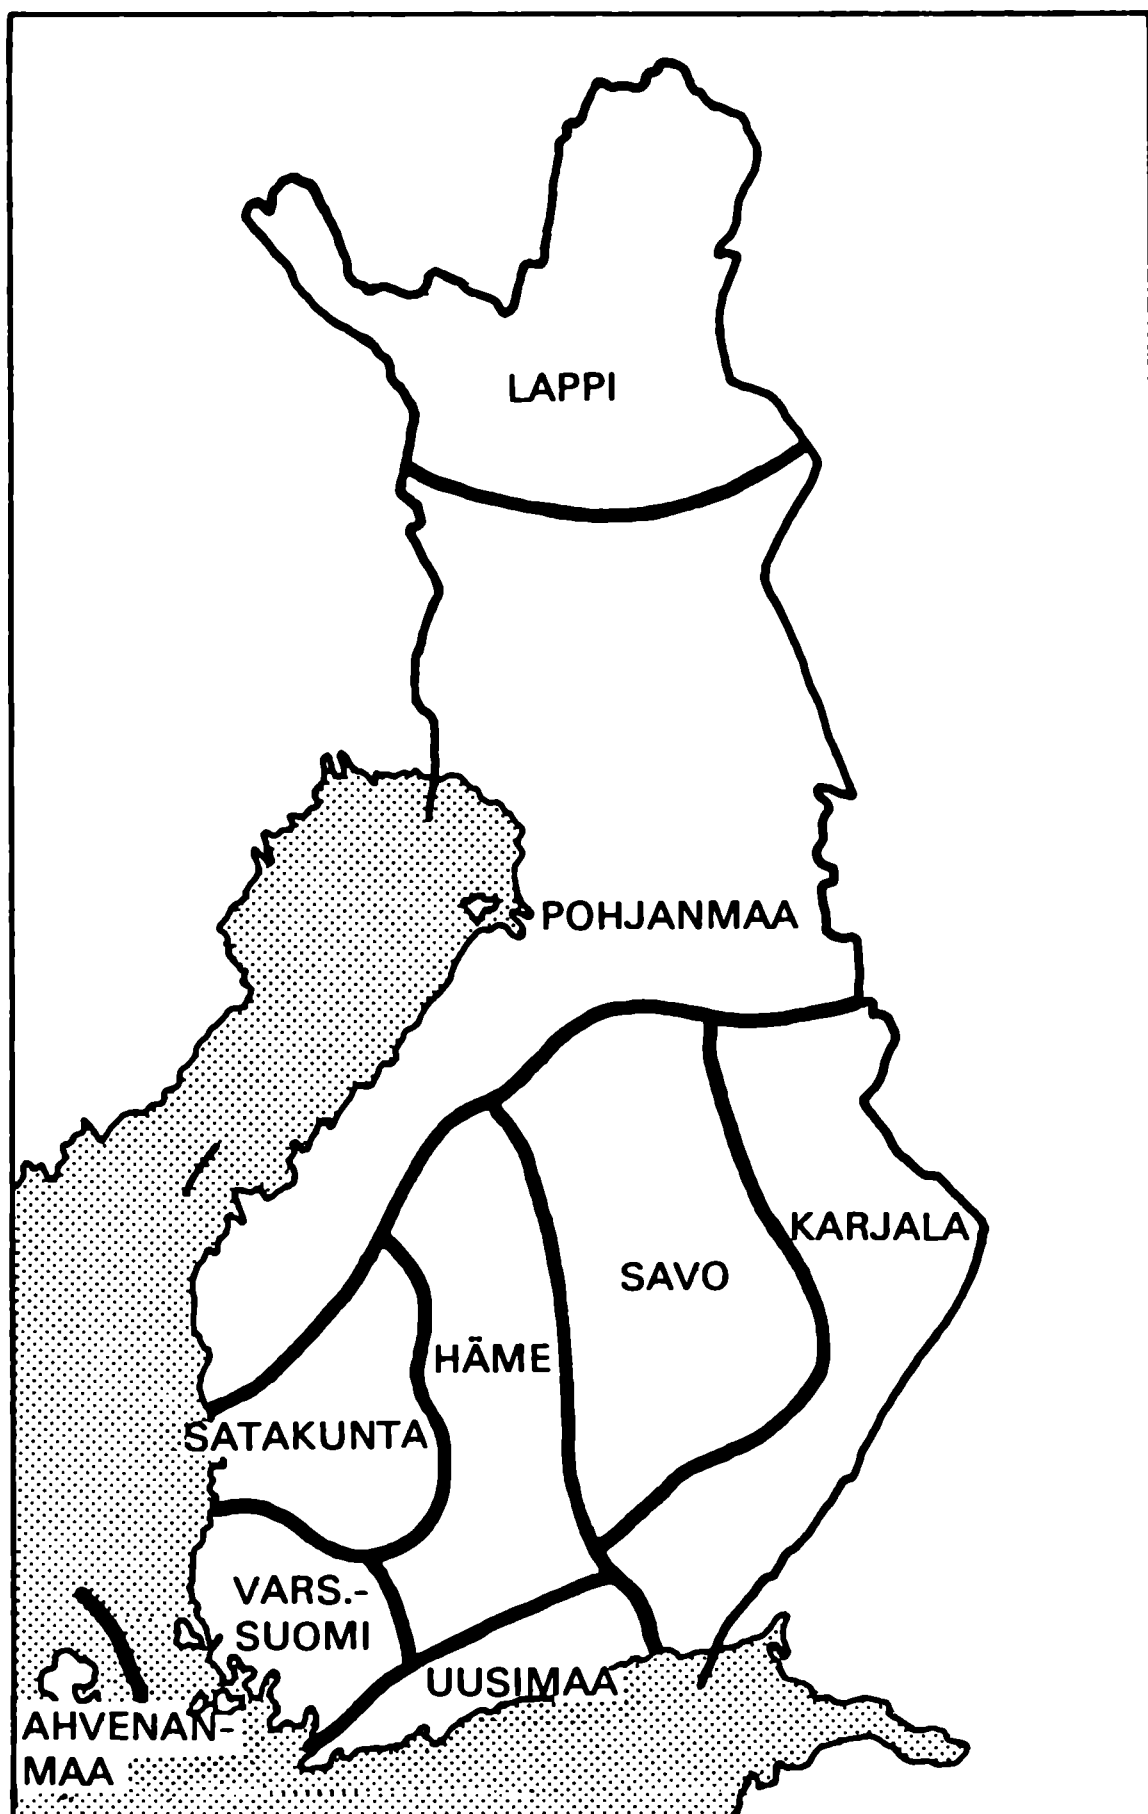 LAPPI
POHJANMAA
KARJALA
SAVO
HÄME
SATAKUNTA
VARS.-
SUOMI
UUSIMAA
AHVENAN-
MAA